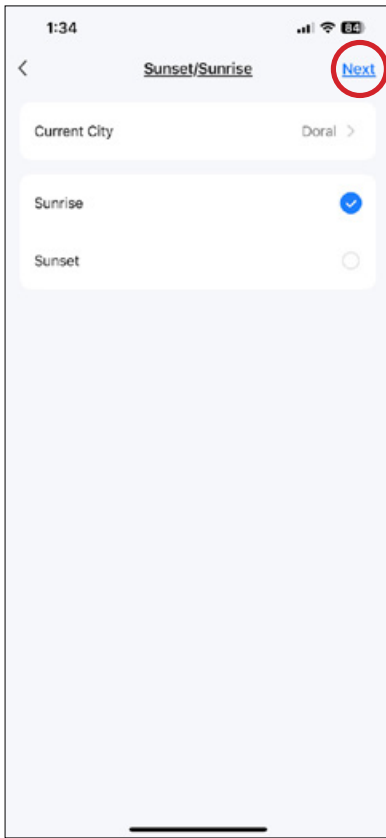 1:34
84
Sunset/Sunrise
Next
Current City
Doral
Sunrise
Sunset